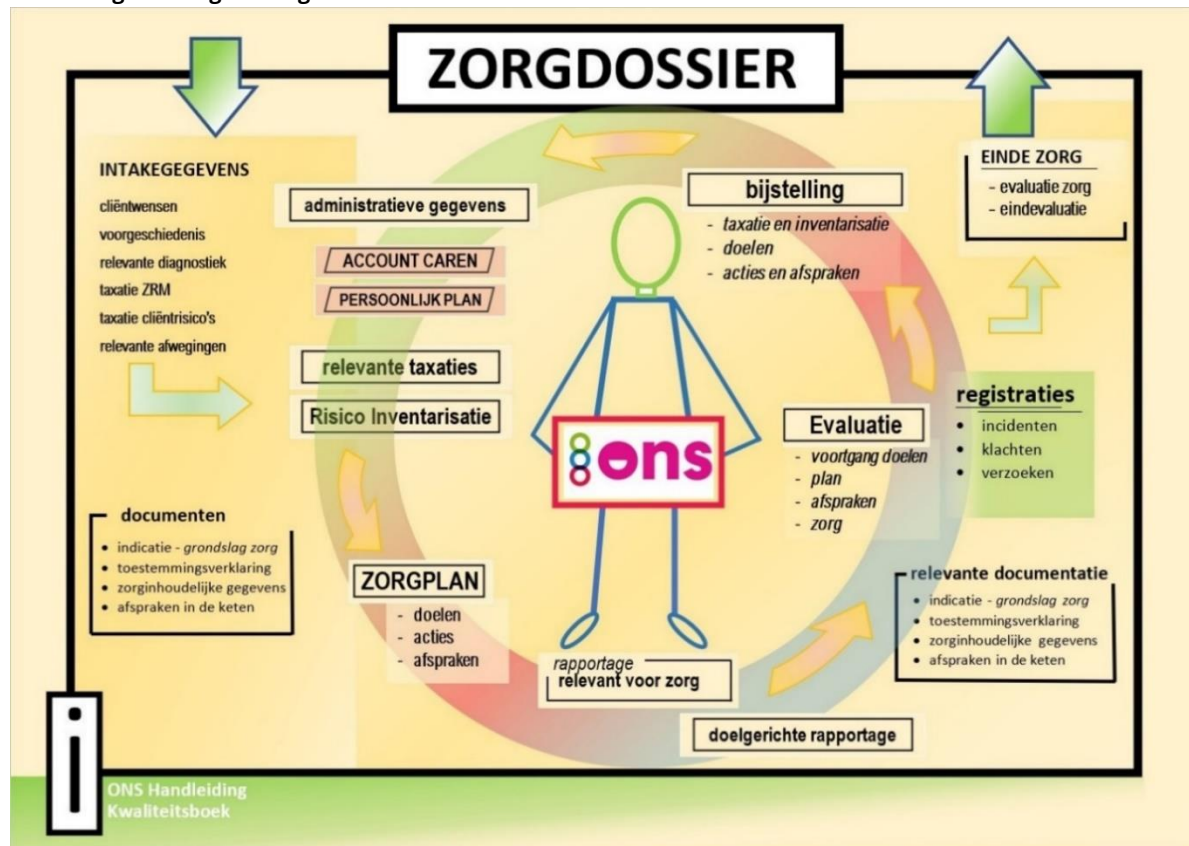 ZORGDOSSIER
INTAKEGEGEVENS
cliëntwensen
voorgeschiedenis
relevante diagnostiek
taxatie ZRM
taxatie cliëntrisico's
relevante afwegingen
administratieve gegevens
ACCOUNT CAREN
PERSOONLIJK PLAN
relevante taxaties
Risico Inventarisatie
documenten
• indicatie - grondslag zorg
• toestemmingsverklaring
• zorginhoudelijke gegevens
• afspraken in de keten
ZORGPLAN
- doelen
- acties
- afspraken
ons
rapportage
relevant voor zorg
doelgerichte rapportage
relevante documentatie
• indicatie - grondslag zorg
• toestemmingsverklaring
• zorginhoudelijke gegevens
• afspraken in de keten
Evaluatie
- voortgang doelen
- plan
- afspraken
- zorg
registraties
• incidenten
• klachten
• verzoeken
bijstelling
- taxatie en inventarisatie
- doelen
- acties en afspraken
EINDE ZORG
- evaluatie zorg
- eindevaluatie
i
ONS Handleiding
Kwaliteitsboek